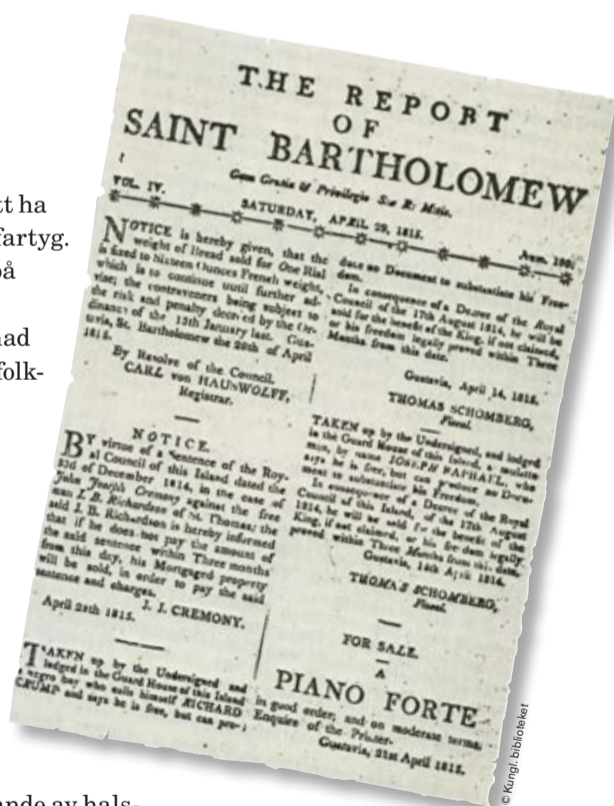 tt ha
fartyg.
på
nad
folk-
THE REPORT
OF
SAINT BARTHOLOMEW
Gratia & Privilegio
VOL. IV. SATURDAY, APRIL 29, 1815.
NOTICE is hereby given, that the
weight of Bread sold for One Rial
is fixed to Sixteen Ounces French weight,
which is to continue until further ad-
vise; the contraveners being subject to
the risk and penalty decreed by the Or-
dinance of the 13th January last. Gus-
tavia, St. Bartholomew the 28th of April
1815.
By Resolve of the Council.
CARL von HAUSWOLFF,
Registrar.
NOTICE.
BY virtue of a Sentence of the Roy-
al Council of this Island dated the
23d of December 1814, in the case of
John Joseph Cremony against the free
man J. B. Richardson of St. Thomas; the
said J. B. Richardson is hereby informed
that if he does not pay the amount of
the said sentence within Three months
from this day, his Mortgaged property
will be sold, in order to pay the said
sentence and charges.
J. J. CREMONY.
April 28th 1815.
TAKEN up by the Undersigned and
lodged in the Guard House of this Island
a negro boy who calls himself RICHARD
CRUMP and says he is free, but can pro-
duce no Document to substantiate his Free-
dom.
In consequence of a Decree of the Royal
Council of the 17th August 1814, he will be
sold for the benefit of the King, if not claimed,
or his freedom legally proved within Three
Months from this date.
Gustavia, April 14, 1815.
THOMAS SCHOMBERG,
Fiscal.
TAKEN up by the Undersigned, and lodged
in the Guard House of this Island, a mulatto
man, by name JOSEPH RAPHAEL, who
says he is free, but can produce no Docu-
ment to substantiate his Freedom.
In consequence of a Decree of the Royal
Council of this Island, of the 17th August
1814, he will be sold for the benefit of the
King, if not claimed, or his freedom legally
proved within Three Months from this date.
Gustavia, 14th April 1815.
THOMAS SCHOMBERG,
Fiscal.
FOR SALE.
A
PIANO FORTE
in good order; and on moderate terms.
Enquire of the Printer.
Gustavia, 21st April 1815.
© Kungl. biblioteket
ande av hals-